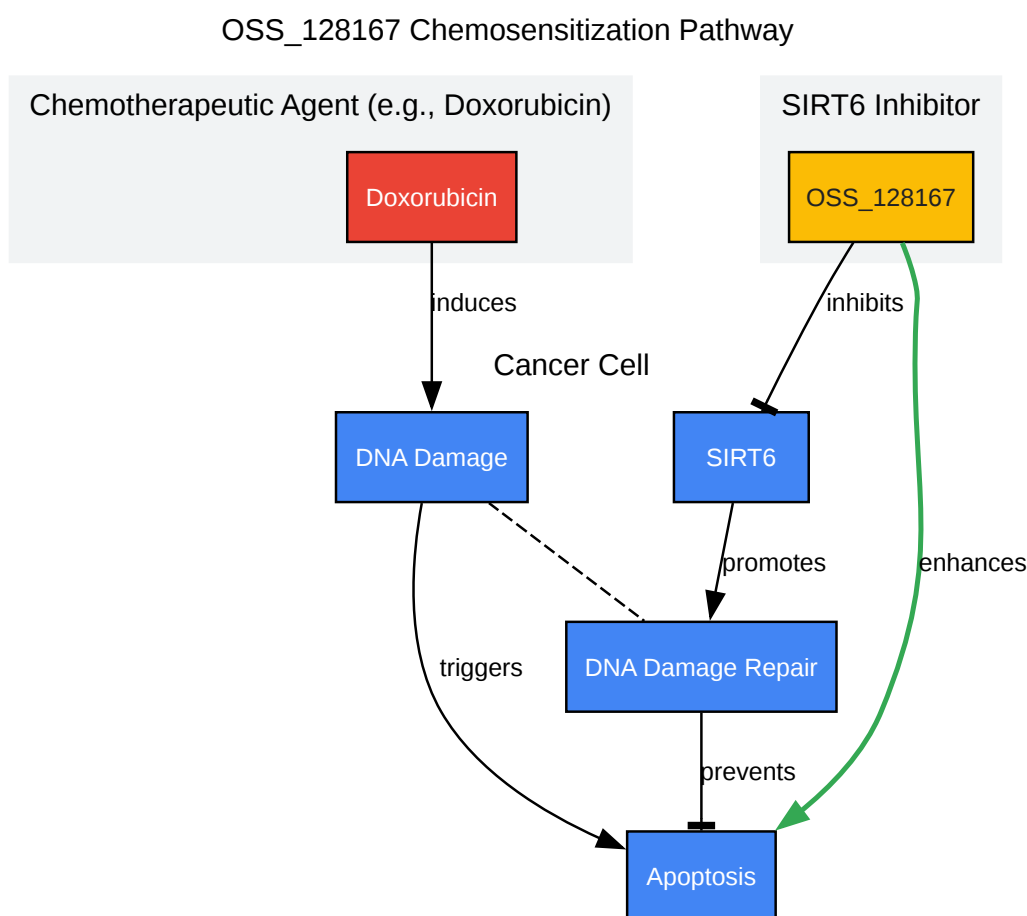 OSS_128167 Chemosensitization Pathway
Chemotherapeutic Agent (e.g., Doxorubicin)
SIRT6 Inhibitor
Doxorubicin
OSS_128167
induces
inhibits
Cancer Cell
DNA Damage
SIRT6
promotes
enhances
triggers
DNA Damage Repair
prevents
Apoptosis